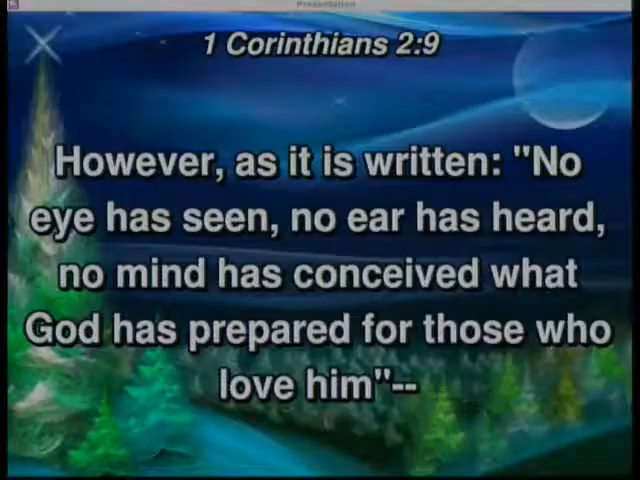 Presentation
1 Corinthians 2:9
However, as it is written: "No
eye has seen, no ear has heard,
no mind has conceived what
God has prepared for those who
love him"--